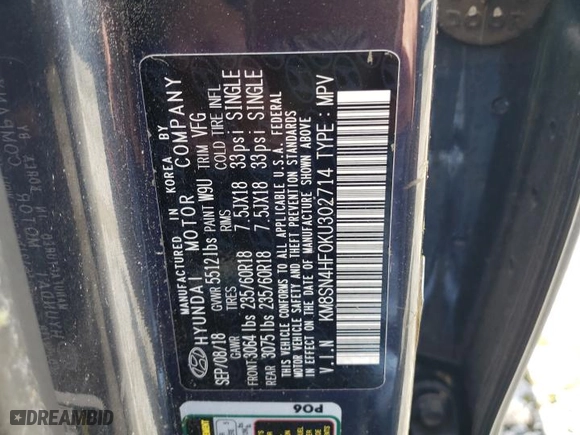 MANUFACTURED IN KOREA BY
HYUNDAI MOTOR COMPANY
SEP/08/18 GVWR 5512lbs PAINT W9U TRIM VFG
GAWR TIRES RMS COLD TIRE INFL
FRONT 3064 lbs 235/60R18 7.5JX18 33psi SINGLE
REAR 3075 lbs 235/60R18 7.5JX18 33psi SINGLE
THIS VEHICLE CONFORMS TO ALL APPLICABLE U.S.A. FEDERAL
MOTOR VEHICLE SAFETY, BUMPER, AND THEFT PREVENTION STANDARDS
IN EFFECT ON THE DATE OF MANUFACTURE SHOWN ABOVE.
V.I.N : KM8SN4HF0KU302714 TYPE : MPV
P06
DREAMBID